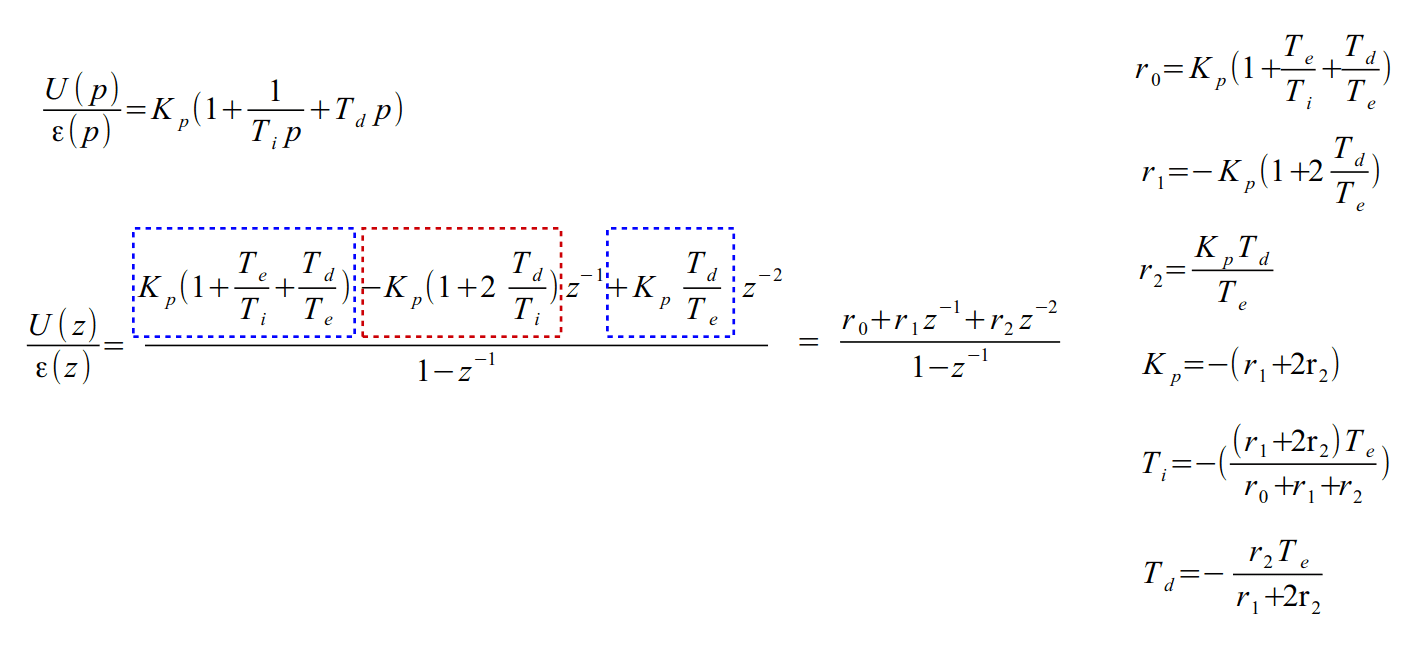 U(p)/ε(p)=K_p(1+1/(T_i p)+T_d p)
U(z)/ε(z)=(K_p(1+T_e/T_i+T_d/T_e)−K_p(1+2 T_d/T_i)z^−1+K_p T_d/T_e z^−2)/(1−z^−1) = (r_0+r_1 z^−1+r_2 z^−2)/(1−z^−1)
r_0=K_p(1+T_e/T_i+T_d/T_e)
r_1=−K_p(1+2 T_d/T_e)
r_2=K_p T_d/T_e
K_p=−(r_1+2r_2)
T_i=−((r_1+2r_2)T_e/(r_0+r_1+r_2))
T_d=−r_2 T_e/(r_1+2r_2)